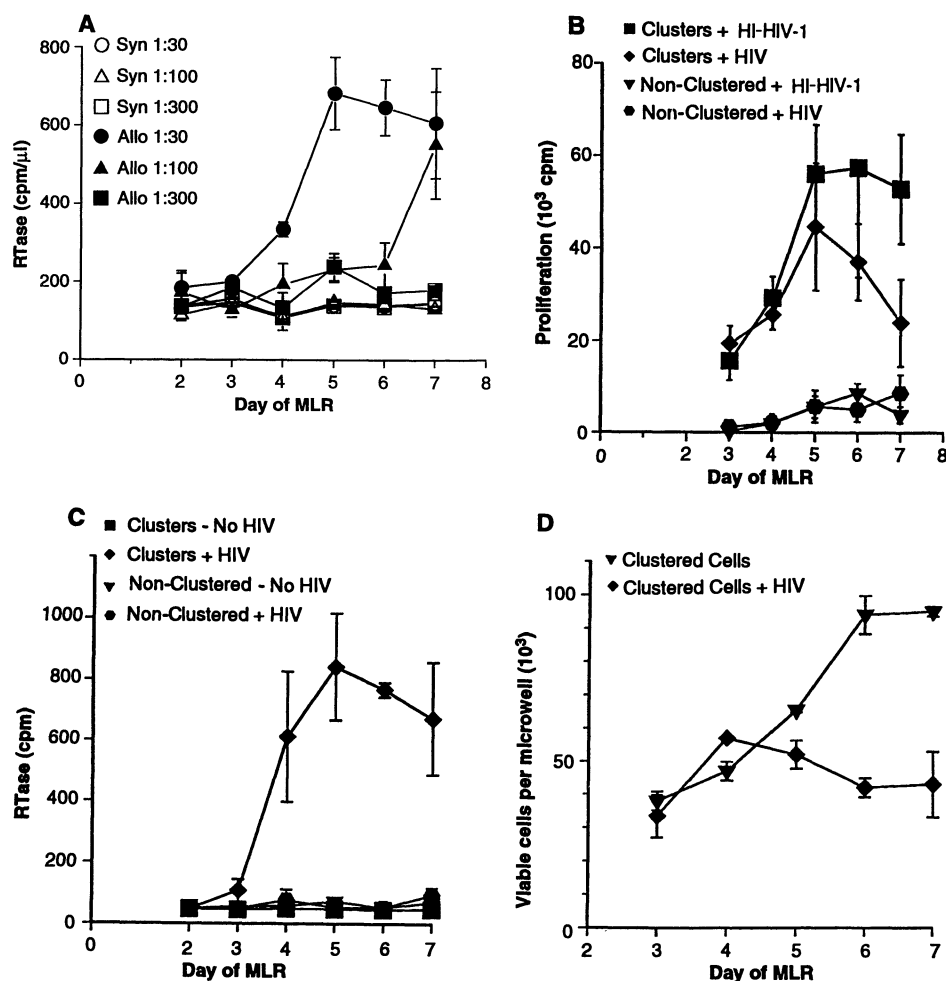 A
Syn 1:30
Syn 1:100
Syn 1:300
Allo 1:30
Allo 1:100
Allo 1:300
800
600
400
200
0
RTase (cpm/µl)
0 2 3 4 5 6 7 8
Day of MLR
B
Clusters + HI-HIV-1
Clusters + HIV
Non-Clustered + HI-HIV-1
Non-Clustered + HIV
80
60
40
20
0
Proliferation (10³ cpm)
0 2 3 4 5 6 7 8
Day of MLR
C
Clusters - No HIV
Clusters + HIV
Non-Clustered - No HIV
Non-Clustered + HIV
1000
800
600
400
200
0
RTase (cpm)
0 2 3 4 5 6 7
Day of MLR
D
Clustered Cells
Clustered Cells + HIV
100
50
0
Viable cells per microwell (10³)
2 3 4 5 6 7
Day of MLR